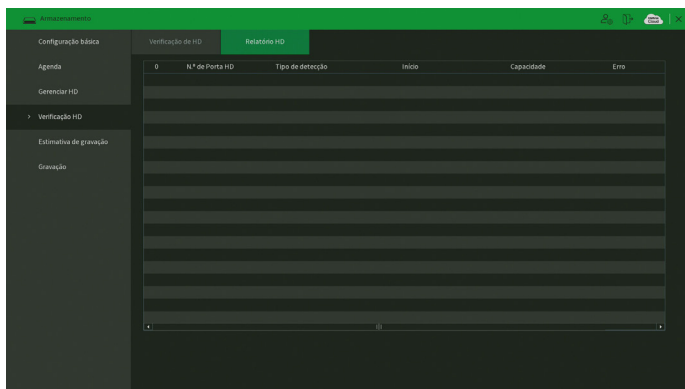 Armazenamento
Configuração básica
Agenda
Gerenciar HD
Verificação HD
Estimativa de gravação
Gravação
Verificação de HD
Relatório HD
0 N.º de Porta HD Tipo de detecção Início Capacidade Erro